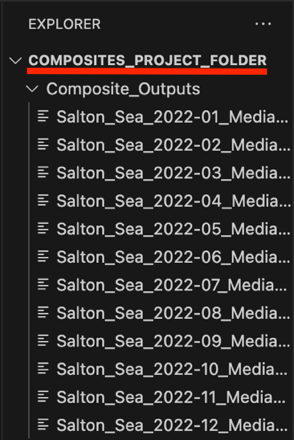 EXPLORER ...
COMPOSITES_PROJECT_FOLDER
Composite_Outputs
Salton_Sea_2022-01_Media...
Salton_Sea_2022-02_Media...
Salton_Sea_2022-03_Media...
Salton_Sea_2022-04_Media...
Salton_Sea_2022-05_Media...
Salton_Sea_2022-06_Media...
Salton_Sea_2022-07_Media...
Salton_Sea_2022-08_Media...
Salton_Sea_2022-09_Media...
Salton_Sea_2022-10_Media...
Salton_Sea_2022-11_Media...
Salton_Sea_2022-12_Media...